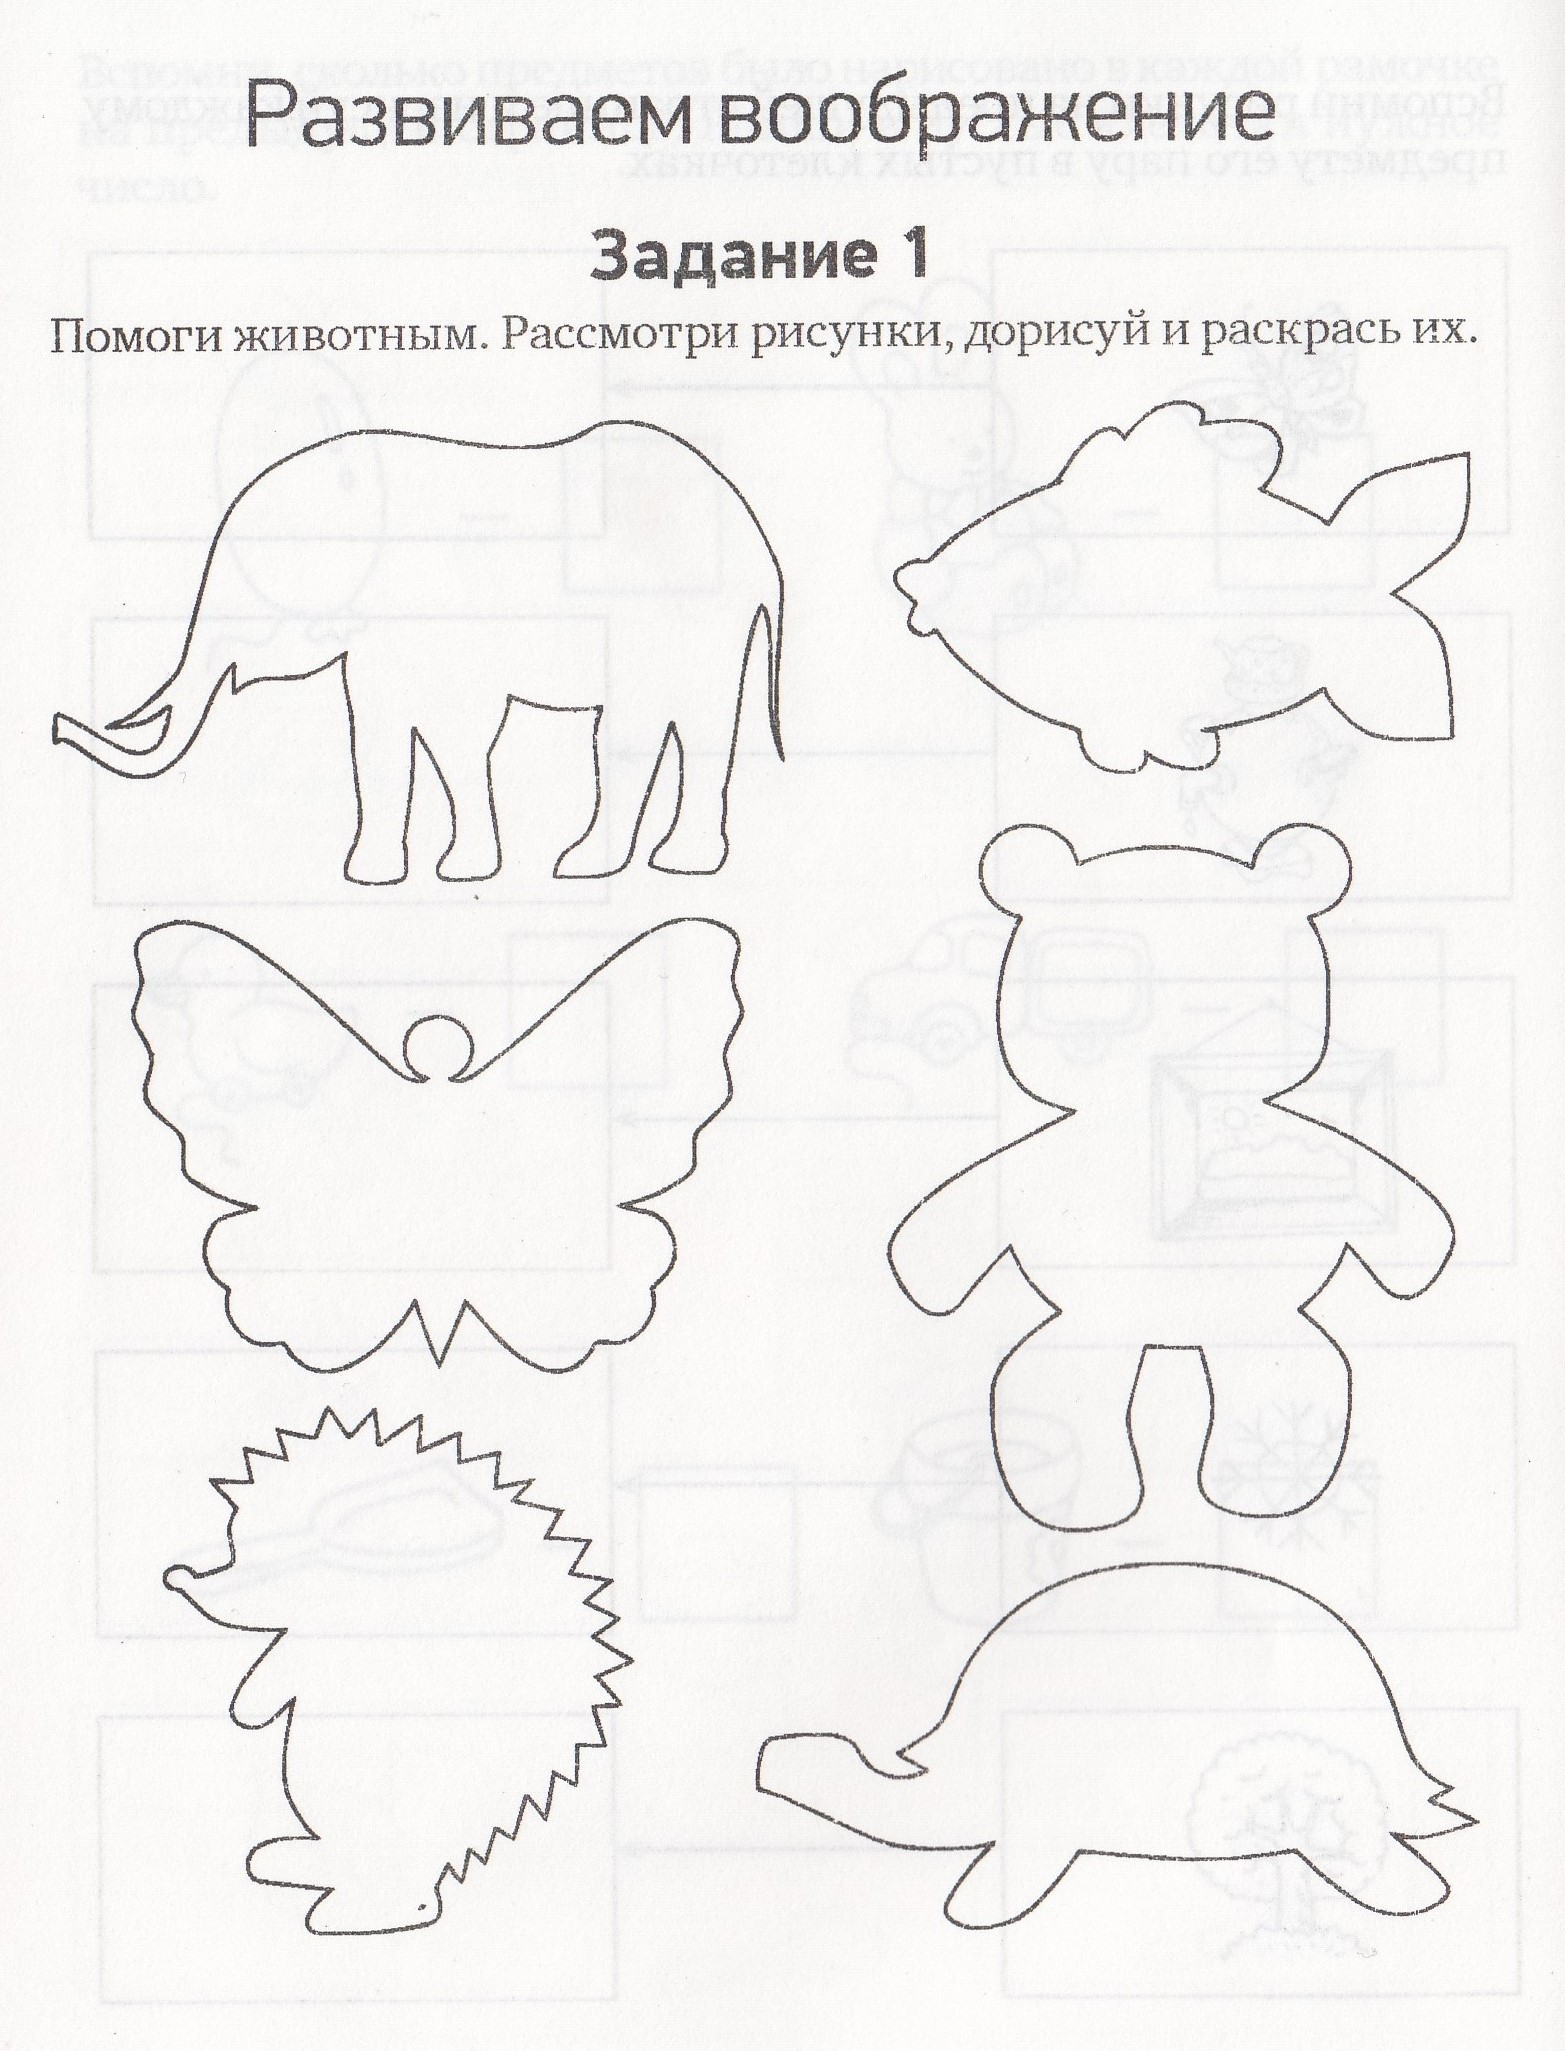 Развиваем воображение
Задание 1
Помоги животным. Рассмотри рисунки, дорисуй и раскрась их.